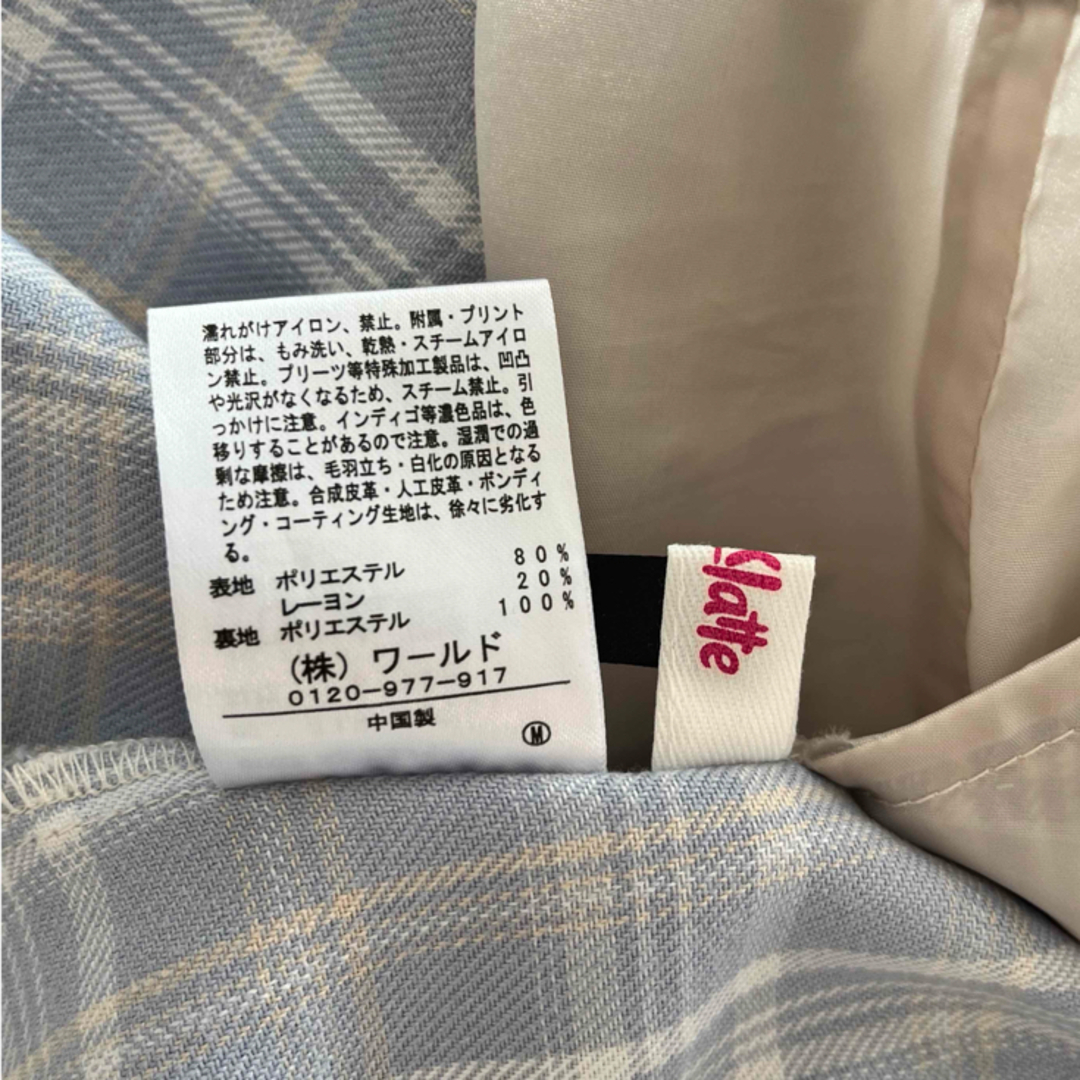 濡れがけアイロン、禁止。附属・プリント
部分は、もみ洗い、乾熱・スチームアイロ
ン禁止。プリーツ等特殊加工製品は、凹凸
や光沢がなくなるため、スチーム禁止。引
っかけに注意。インディゴ等濃色品は、色
移りすることがあるので注意。湿潤での過
剰な摩擦は、毛羽立ち・白化の原因となる
ため注意。合成皮革・人工皮革・ボンディ
ング・コーティング生地は、徐々に劣化す
る。
表地 ポリエステル 80%
レーヨン 20%
裏地 ポリエステル 100%
(株) ワールド
0120-977-917
中国製
Ⓜ
slatte